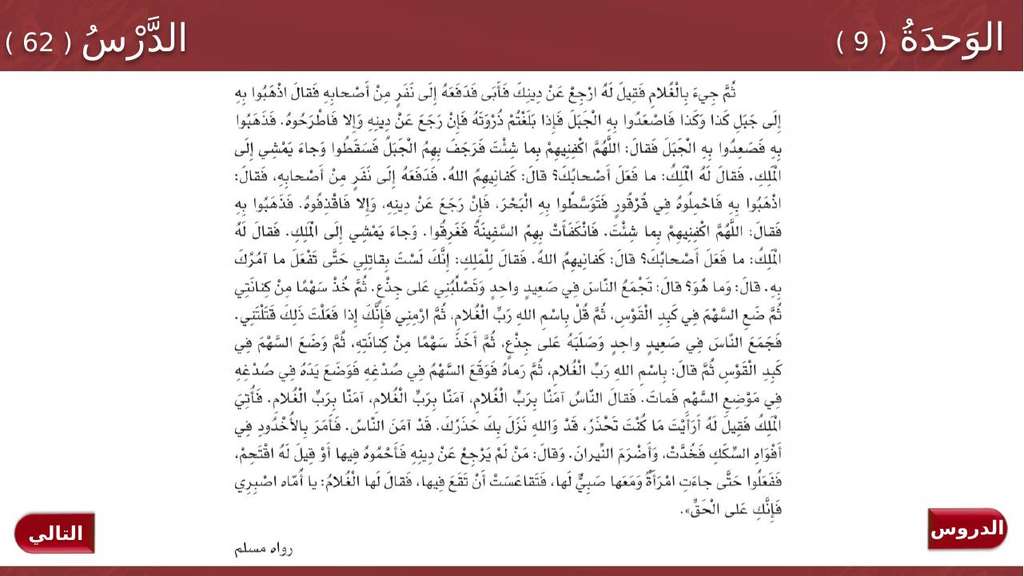 الوَحدَةُ ( 9 )
الدَّرْسُ ( 62 )
ثُمَّ جِيءَ بِالْغُلامِ فَقِيلَ لَهُ ارْجِعْ عَنْ دِينِكَ فَأَبَى فَدَفَعَهُ إِلَى نَفَرٍ مِنْ أَصْحابِهِ فَقالَ اذْهَبُوا بِهِ
إِلَى جَبَلِ كَذا وَكَذا فَاصْعَدُوا بِهِ الْجَبَلَ فَإِذا بَلَغْتُمْ ذُرْوَتَهُ فَإِنْ رَجَعَ عَنْ دِينِهِ وَإِلا فَاطْرَحُوهُ. فَذَهَبُوا
بِهِ فَصَعِدُوا بِهِ الْجَبَلَ فَقالَ: اللَّهُمَّ اكْفِنِيهِمْ بِما شِئْتَ فَرَجَفَ بِهِمُ الْجَبَلُ فَسَقَطُوا وَجاءَ يَمْشِي إِلَى
الْمَلِكِ. فَقالَ لَهُ الْمَلِكُ: ما فَعَلَ أَصْحابُكَ؟ قالَ: كَفانِيهِمُ اللهُ. فَدَفَعَهُ إِلَى نَفَرٍ مِنْ أَصْحابِهِ، فَقالَ:
اذْهَبُوا بِهِ فَاحْمِلُوهُ فِي قُرْقُورٍ فَتَوَسَّطُوا بِهِ الْبَحْرَ، فَإِنْ رَجَعَ عَنْ دِينِهِ، وَإِلا فَاقْذِفُوهُ. فَذَهَبُوا بِهِ
فَقالَ: اللَّهُمَّ اكْفِنِيهِمْ بِما شِئْتَ. فَانْكَفَأَتْ بِهِمُ السَّفِينَةُ فَغَرِقُوا. وَجاءَ يَمْشِي إِلَى الْمَلِكِ. فَقالَ لَهُ
الْمَلِكُ: ما فَعَلَ أَصْحابُكَ؟ قالَ: كَفانِيهِمُ اللهُ. فَقالَ لِلْمَلِكِ: إِنَّكَ لَسْتَ بِقاتِلِي حَتَّى تَفْعَلَ ما آمُرُكَ
بِهِ. قالَ: وَما هُوَ؟ قالَ: تَجْمَعُ النَّاسَ فِي صَعِيدٍ واحِدٍ وَتَصْلُبُنِي عَلى جِذْعٍ. ثُمَّ خُذْ سَهْمًا مِنْ كِنانَتِي
ثُمَّ ضَعِ السَّهْمَ فِي كَبِدِ الْقَوْسِ، ثُمَّ قُلْ بِاسْمِ اللهِ رَبِّ الْغُلامِ، ثُمَّ ارْمِنِي فَإِنَّكَ إِذا فَعَلْتَ ذَلِكَ قَتَلْتَنِي.
فَجَمَعَ النَّاسَ فِي صَعِيدٍ واحِدٍ وَصَلَبَهُ عَلى جِذْعٍ، ثُمَّ أَخَذَ سَهْمًا مِنْ كِنانَتِهِ، ثُمَّ وَضَعَ السَّهْمَ فِي
كَبِدِ الْقَوْسِ ثُمَّ قالَ: بِاسْمِ اللهِ رَبِّ الْغُلامِ، ثُمَّ رَماهُ فَوَقَعَ السَّهْمُ فِي صُدْغِهِ فَوَضَعَ يَدَهُ فِي صُدْغِهِ
فِي مَوْضِعِ السَّهْمِ فَماتَ. فَقالَ النَّاسُ آمَنَّا بِرَبِّ الْغُلامِ، آمَنَّا بِرَبِّ الْغُلامِ، آمَنَّا بِرَبِّ الْغُلامِ. فَأُتِيَ
الْمَلِكُ فَقِيلَ لَهُ أَرَأَيْتَ مَا كُنْتَ تَحْذَرُ، قَدْ وَاللهِ نَزَلَ بِكَ حَذَرُكَ. قَدْ آمَنَ النَّاسُ. فَأَمَرَ بِالأُخْدُودِ فِي
أَفْوَاهِ السِّكَكِ فَخُدَّتْ، وَأَضْرَمَ النِّيرانَ. وَقالَ: مَنْ لَمْ يَرْجِعْ عَنْ دِينِهِ فَأَحْمُوهُ فِيها أَوْ قِيلَ لَهُ اقْتَحِمْ،
فَفَعَلُوا حَتَّى جاءَتِ امْرَأَةٌ وَمَعَها صَبِيٌّ لَها، فَتَقاعَسَتْ أَنْ تَقَعَ فِيها، فَقالَ لَها الْغُلامُ: يا أُمَّاه اصْبِرِي
فَإِنَّكِ عَلى الْحَقِّ».
رواه مسلم
الدروس
التالي